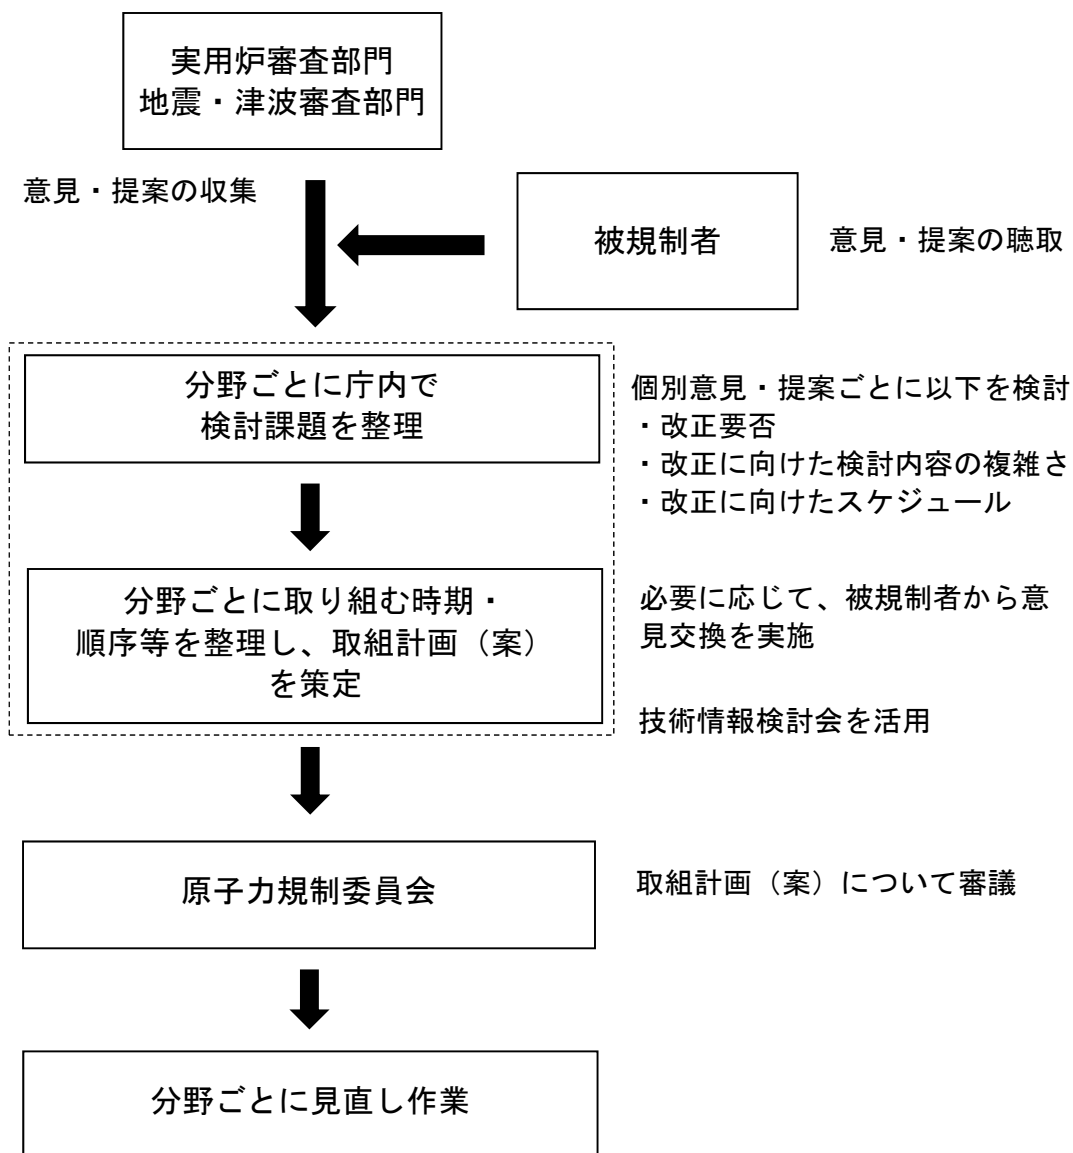 実用炉審査部門
地震・津波審査部門
意見・提案の収集
被規制者
意見・提案の聴取
分野ごとに庁内で
検討課題を整理
個別意見・提案ごとに以下を検討
・改正要否
・改正に向けた検討内容の複雑さ
・改正に向けたスケジュール
分野ごとに取り組む時期・
順序等を整理し、取組計画（案）
を策定
必要に応じて、被規制者から意
見交換を実施
技術情報検討会を活用
原子力規制委員会
取組計画（案）について審議
分野ごとに見直し作業